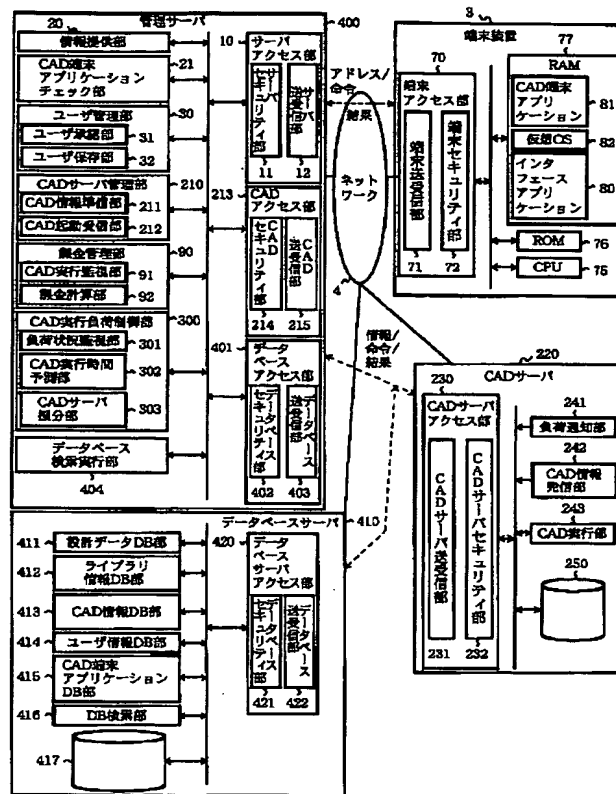 管理サーバ
400
20
情報提供部
CAD端末
アプリケーション
チェック部
21
ユーザ管理部
30
ユーザ承認部
31
ユーザ保存部
32
CADサーバ管理部
210
CAD情報準備部
211
CAD起動受信部
212
課金管理部
90
CAD実行監視部
91
課金計算部
92
CAD実行負荷制御部
300
負荷状況監視部
301
CAD実行時間
予測部
302
CADサーバ
振分部
303
データベース
検索実行部
404
10
サーバ
アクセス部
サーバ
セキュリティ部
サーバ
送受信部
11
12
213
CAD
アクセス部
CAD
セキュリティ部
CAD
送受信部
214
215
401
データ
ベース
アクセス部
データベース
セキュリティ部
データベース
送受信部
402
403
アドレス/
命令
結果
ネット
ワーク
4
情報/
命令/
結果
3
端末装置
70
端末
アクセス部
端末送受信部
端末セキュリティ部
71
72
77
RAM
CAD端末
アプリ
ケーション
81
仮想OS
82
インタ
フェース
アプリ
ケーション
80
ROM
76
CPU
75
220
CADサーバ
230
CADサーバ
アクセス部
CADサーバ送受信部
CADサーバセキュリティ部
231
232
241
負荷通知部
242
CAD情報
発信部
243
CAD実行部
250
データベースサーバ
410
411
設計データDB部
412
ライブラリ
情報DB部
413
CAD情報DB部
414
ユーザ情報DB部
415
CAD端末
アプリケーション
DB部
416
DB検索部
417
420
データ
ベース
サーバ
アクセス部
データベース
セキュリティ部
データベース
送受信部
421
422